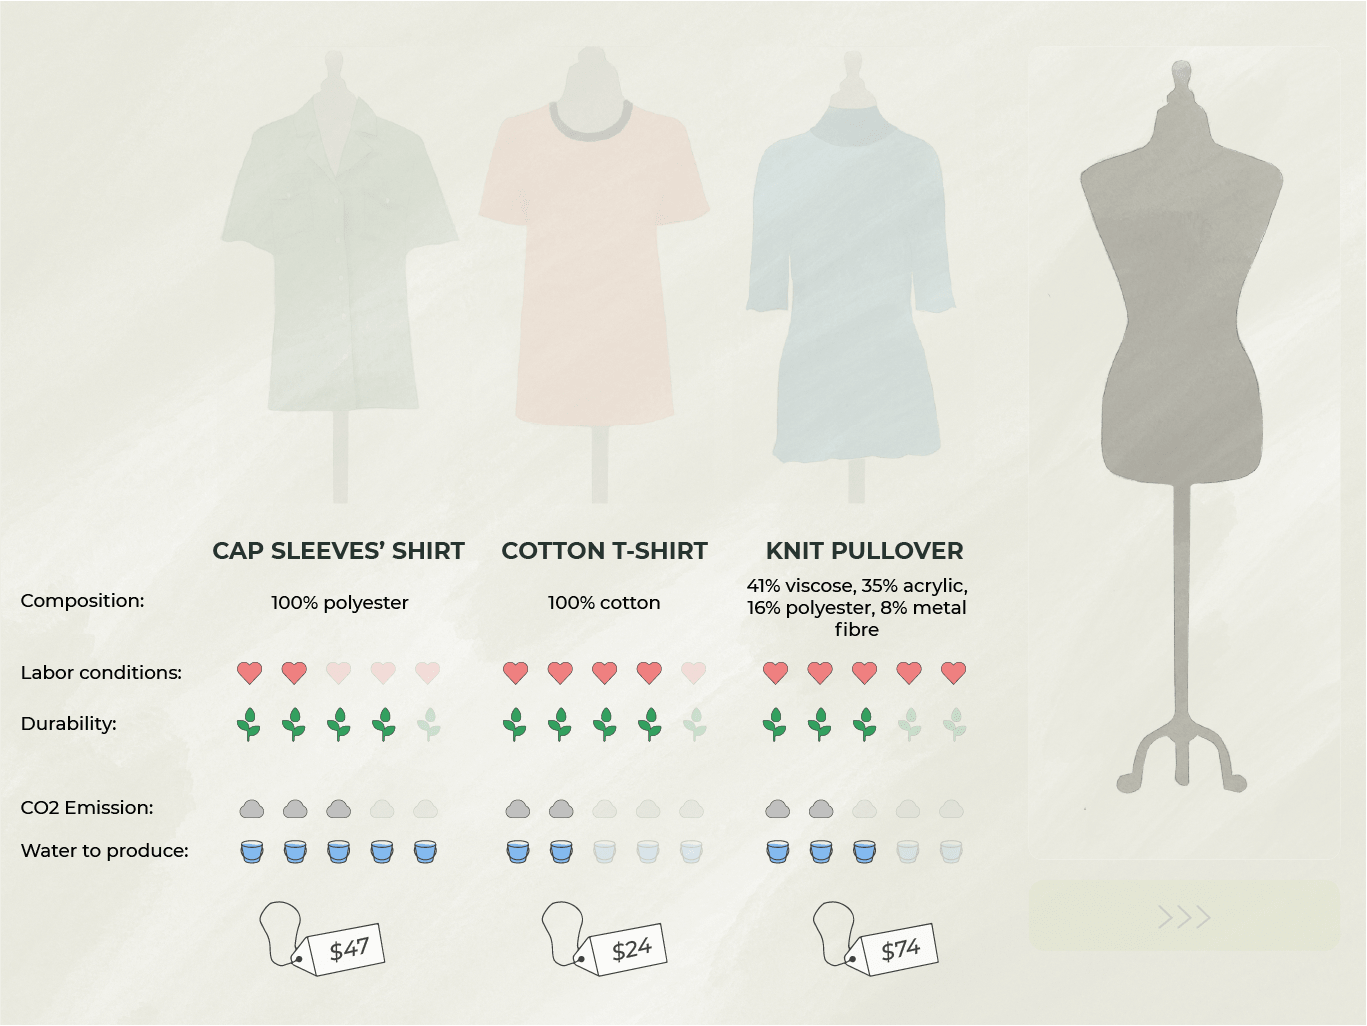 CAP SLEEVES’ SHIRT
COTTON T-SHIRT
KNIT PULLOVER
Composition:
100% polyester
100% cotton
41% viscose, 35% acrylic,
16% polyester, 8% metal
fibre
Labor conditions:
Durability:
CO2 Emission:
Water to produce:
$47
$24
$74